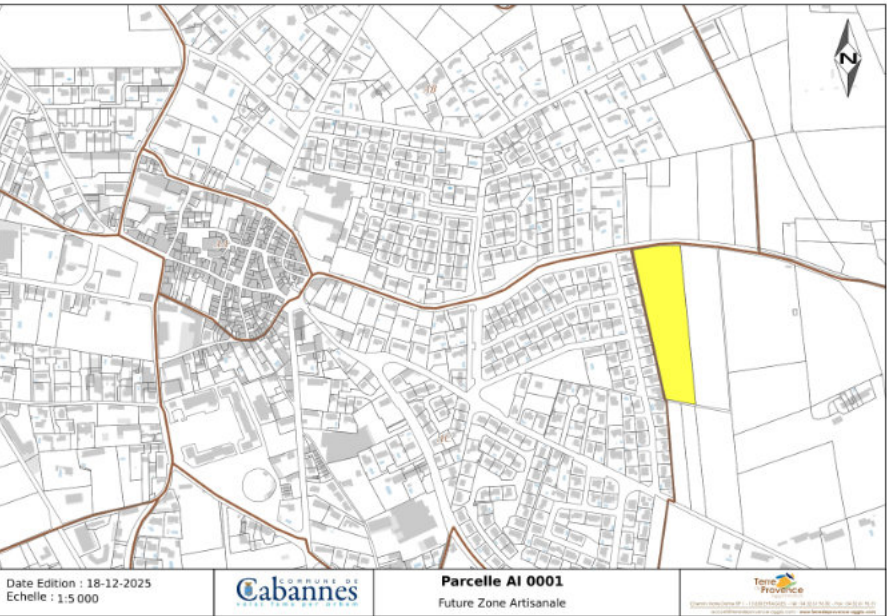 N
Date Edition : 18-12-2025
Echelle : 1:5 000
COMMUNE DE
Cabannes
Parcelle AI 0001
Future Zone Artisanale
Terre
Provence